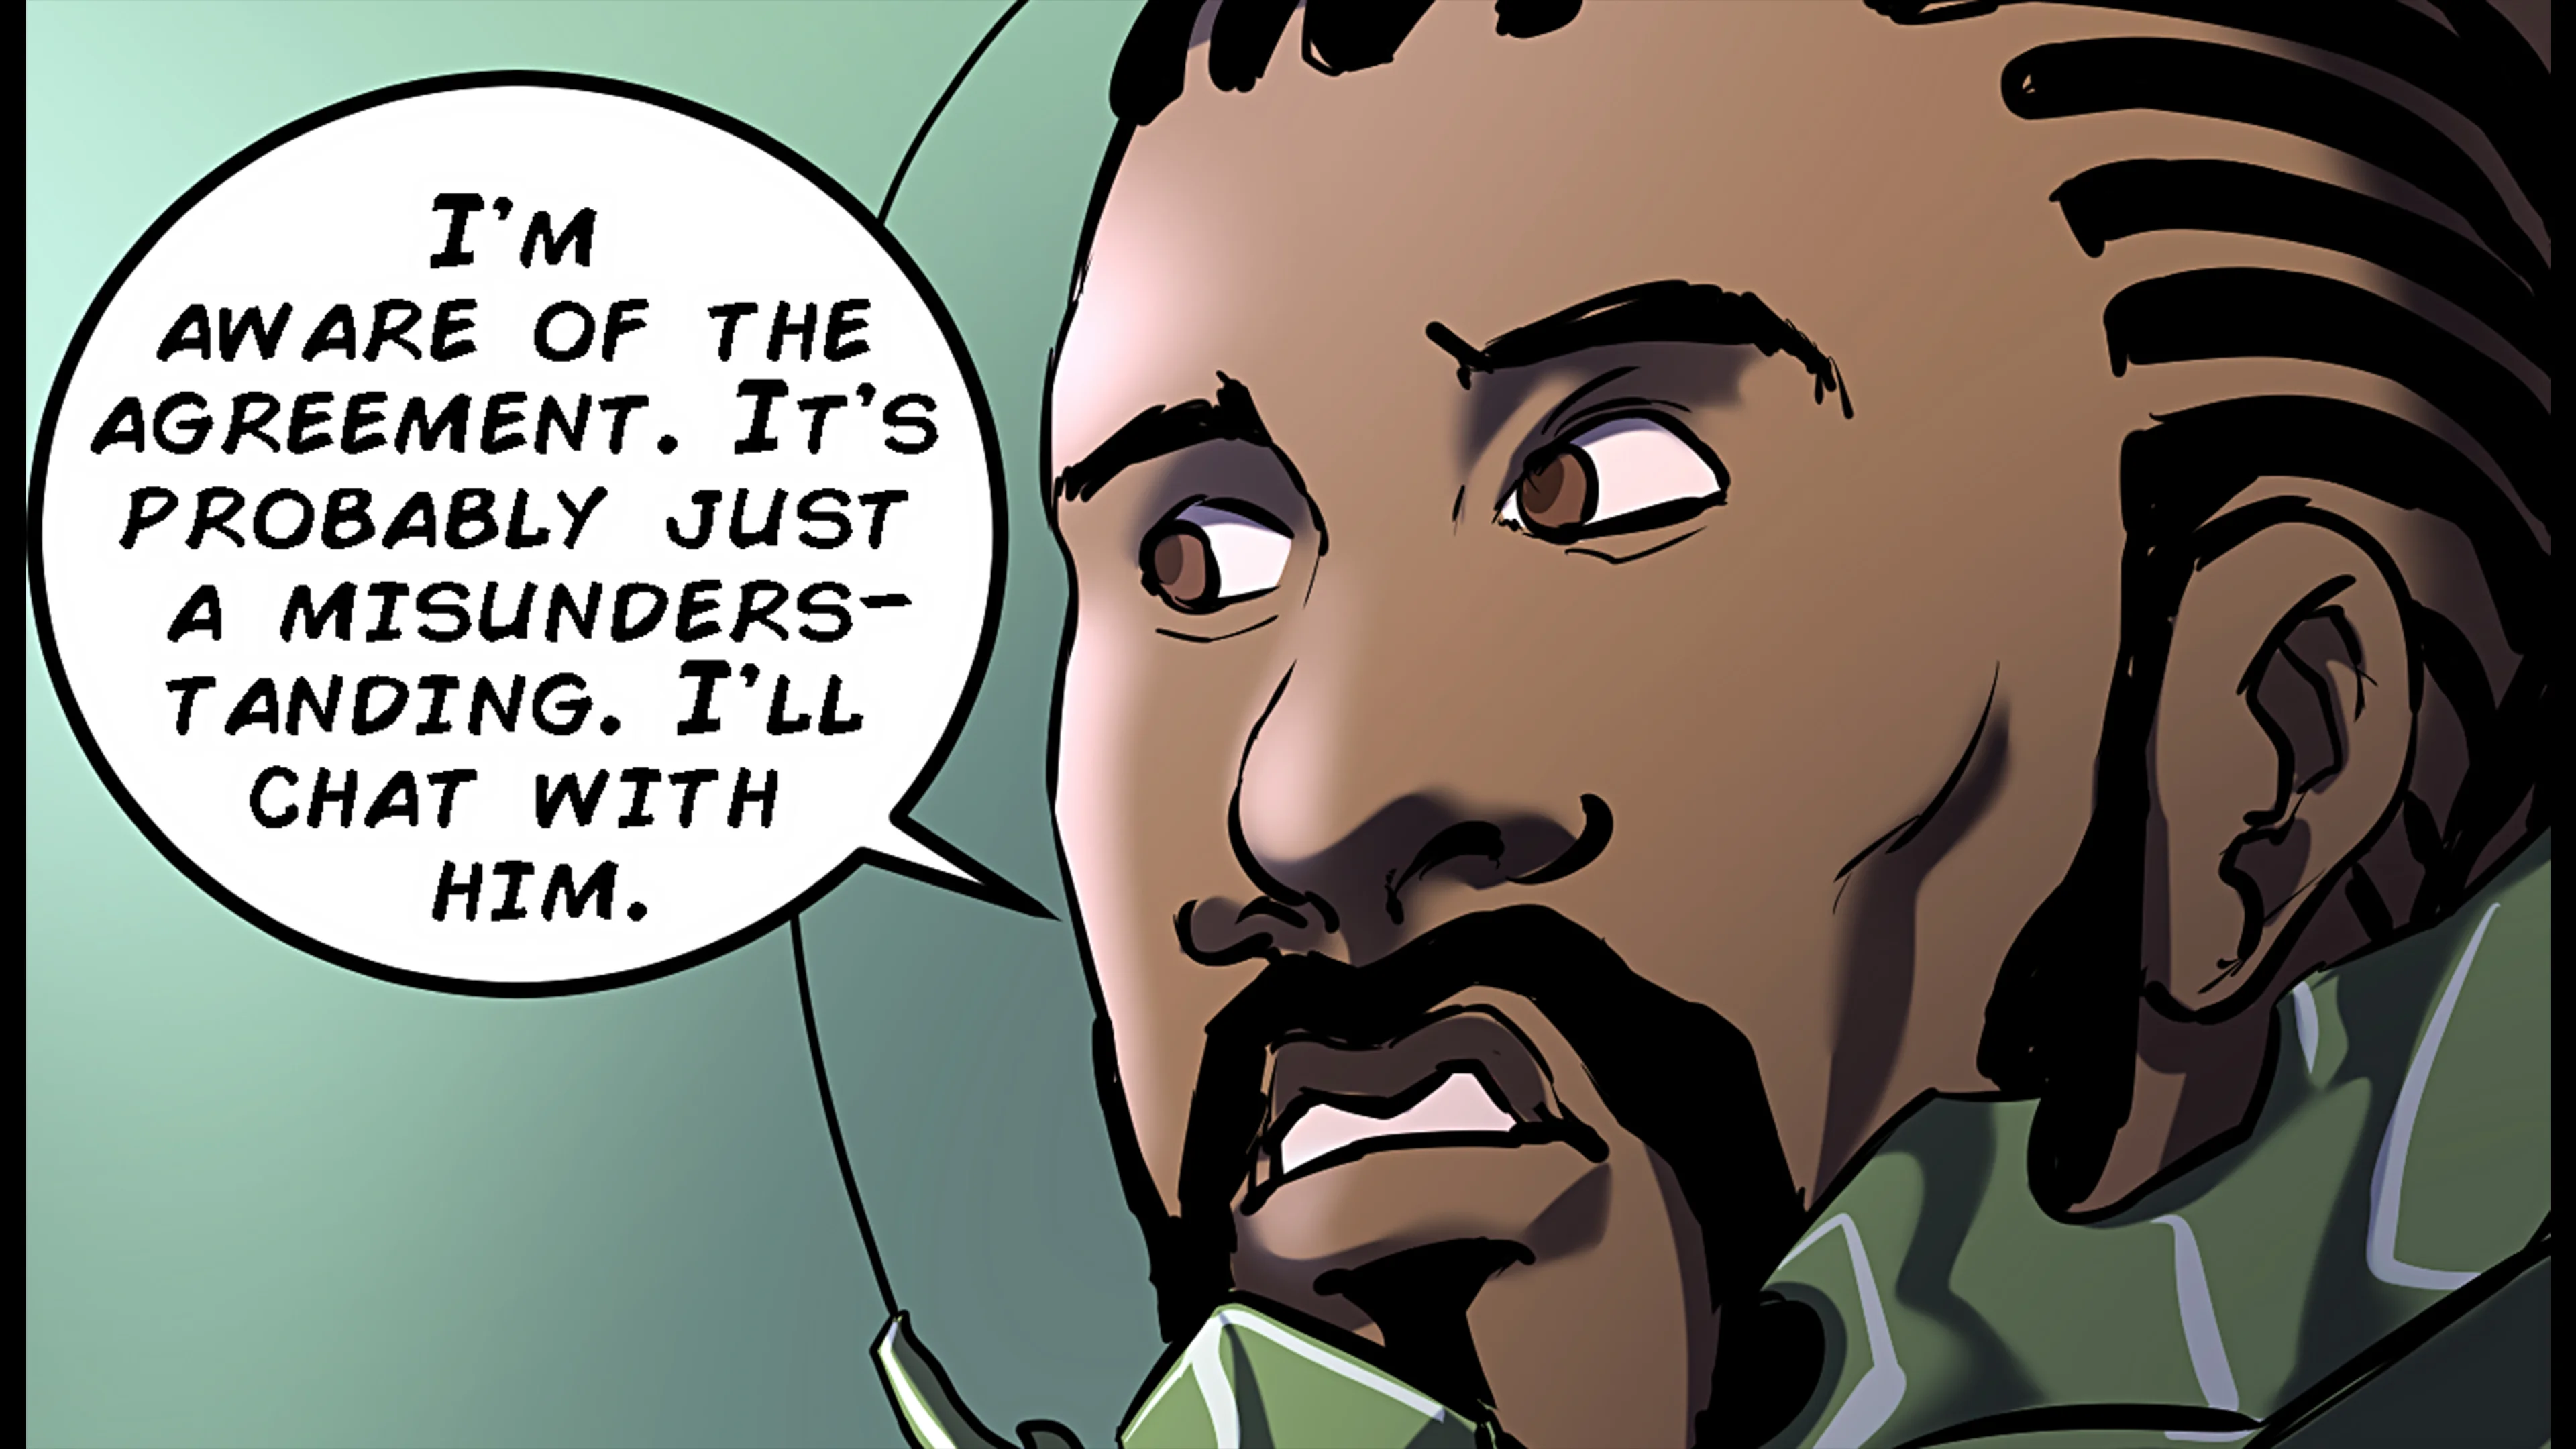 I'M
AWARE OF THE
AGREEMENT. IT'S
PROBABLY JUST
A MISUNDERS-
TANDING. I'LL
CHAT WITH
HIM.